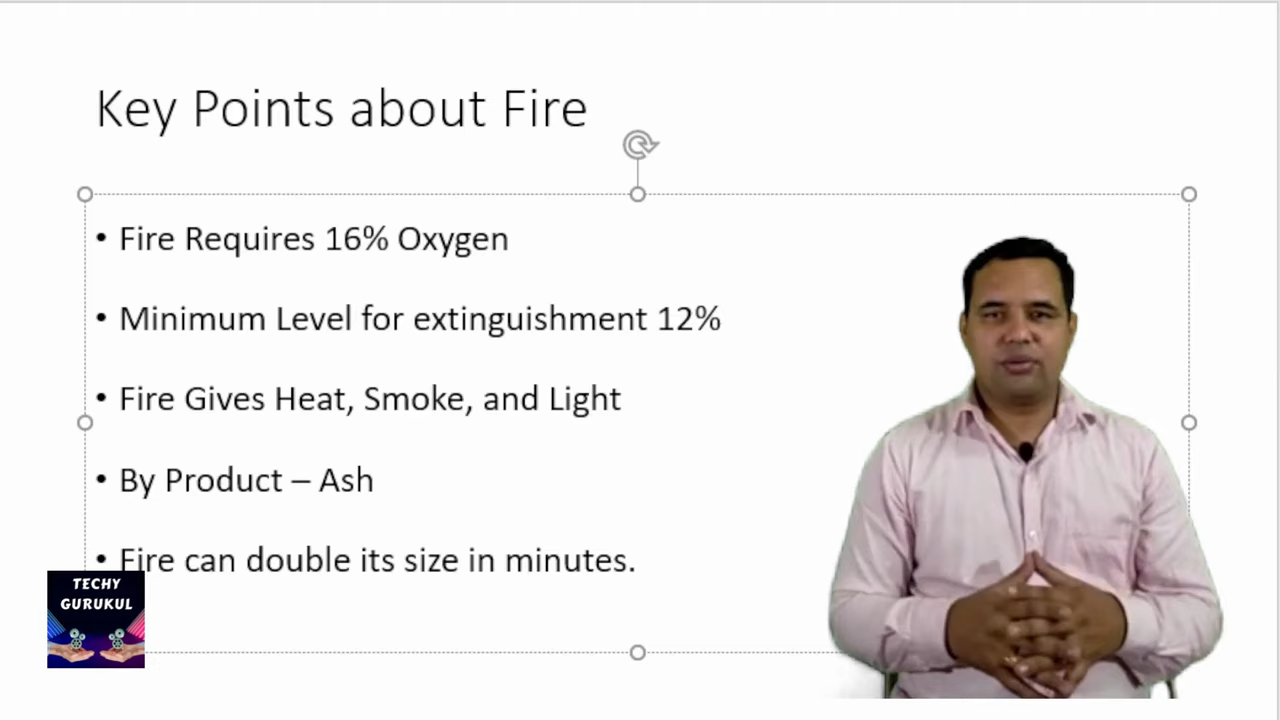 Key Points about Fire
• Fire Requires 16% Oxygen
• Minimum Level for extinguishment 12%
• Fire Gives Heat, Smoke, and Light
• By Product – Ash
• Fire can double its size in minutes.
TECHY
GURUKUL